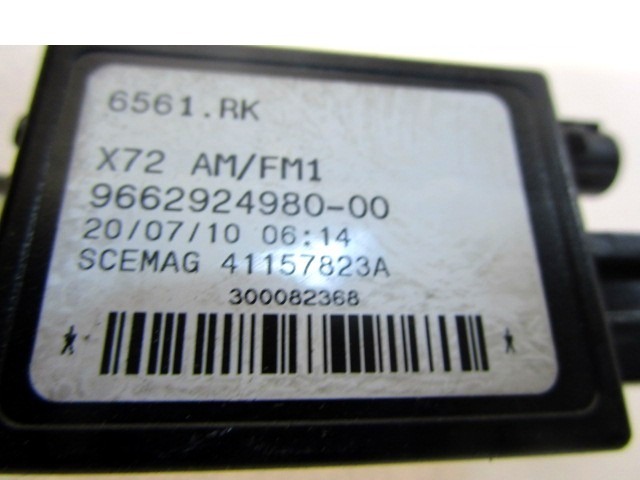 6561.RK
X72 AM/FM1
9662924980-00
20/07/10 06:14
SCEMAG 41157823A
300082368
* *